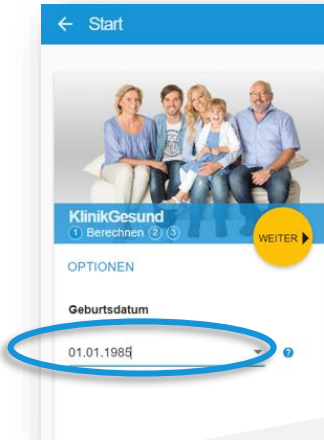 ← Start
KlinikGesund
1 Berechnen 2 3
WEITER
OPTIONEN
Geburtsdatum
01.01.1985
?